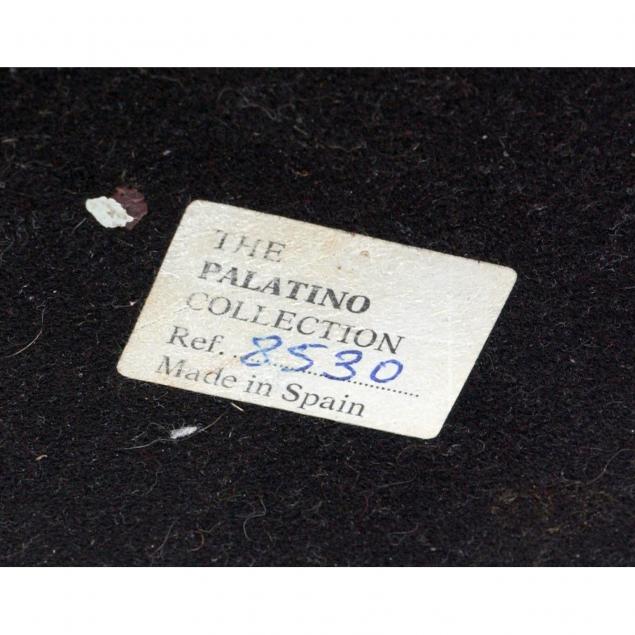 THE
PALATINO
COLLECTION
Ref. 8530
Made in Spain